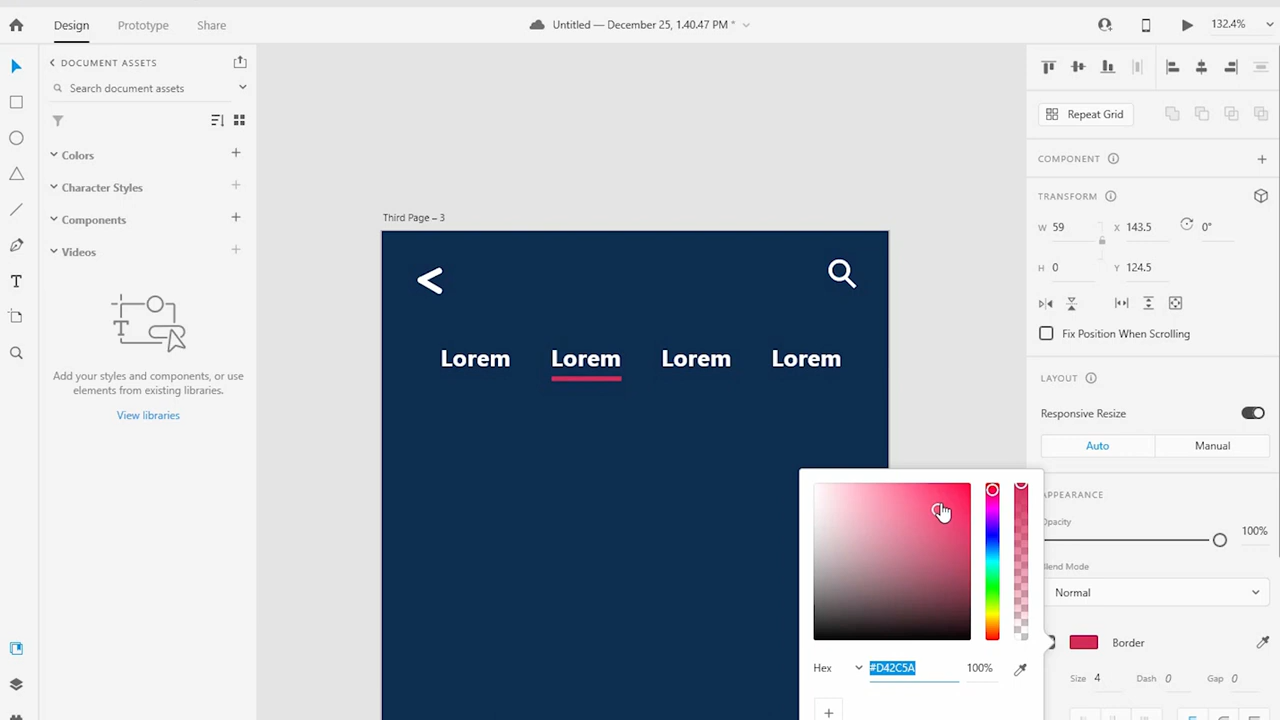 Design Prototype Share
Untitled — December 25, 1.40.47 PM *
132.4%
DOCUMENT ASSETS
Search document assets
Colors
Character Styles
Components
Videos
Add your styles and components, or use
elements from existing libraries.
View libraries
Third Page – 3
<
Lorem Lorem Lorem Lorem
Hex #D42C5A 100%
Repeat Grid
COMPONENT
TRANSFORM
W 59 X 143.5 0°
H 0 Y 124.5
Fix Position When Scrolling
LAYOUT
Responsive Resize
Auto Manual
APPEARANCE
Opacity 100%
Blend Mode
Normal
Border
Size 4 Dash 0 Gap 0